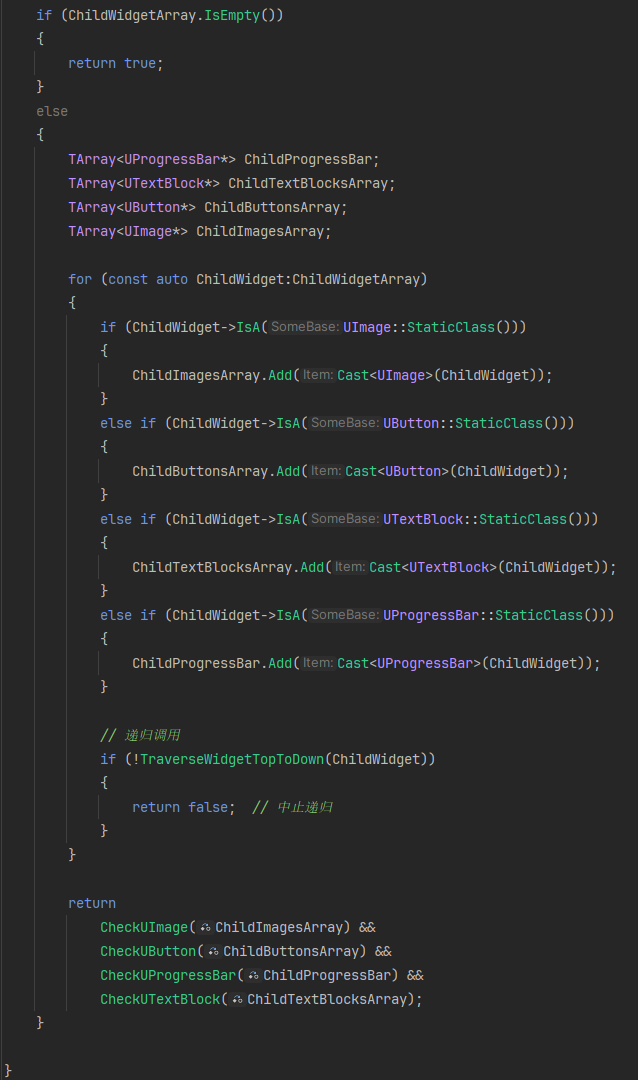 if (ChildWidgetArray.IsEmpty())
{
return true;
}
else
{
TArray<UProgressBar*> ChildProgressBar;
TArray<UTextBlock*> ChildTextBlocksArray;
TArray<UButton*> ChildButtonsArray;
TArray<UImage*> ChildImagesArray;
for (const auto ChildWidget:ChildWidgetArray)
{
if (ChildWidget->IsA(SomeBase:UImage::StaticClass()))
{
ChildImagesArray.Add(Item:Cast<UImage>(ChildWidget));
}
else if (ChildWidget->IsA(SomeBase:UButton::StaticClass()))
{
ChildButtonsArray.Add(Item:Cast<UButton>(ChildWidget));
}
else if (ChildWidget->IsA(SomeBase:UTextBlock::StaticClass()))
{
ChildTextBlocksArray.Add(Item:Cast<UTextBlock>(ChildWidget));
}
else if (ChildWidget->IsA(SomeBase:UProgressBar::StaticClass()))
{
ChildProgressBar.Add(Item:Cast<UProgressBar>(ChildWidget));
}
// 递归调用
if (!TraverseWidgetTopToDown(ChildWidget))
{
return false;  // 中止递归
}
}
return
CheckUImage(ChildImagesArray) &&
CheckUButton(ChildButtonsArray) &&
CheckUProgressBar(ChildProgressBar) &&
CheckUTextBlock(ChildTextBlocksArray);
}
}